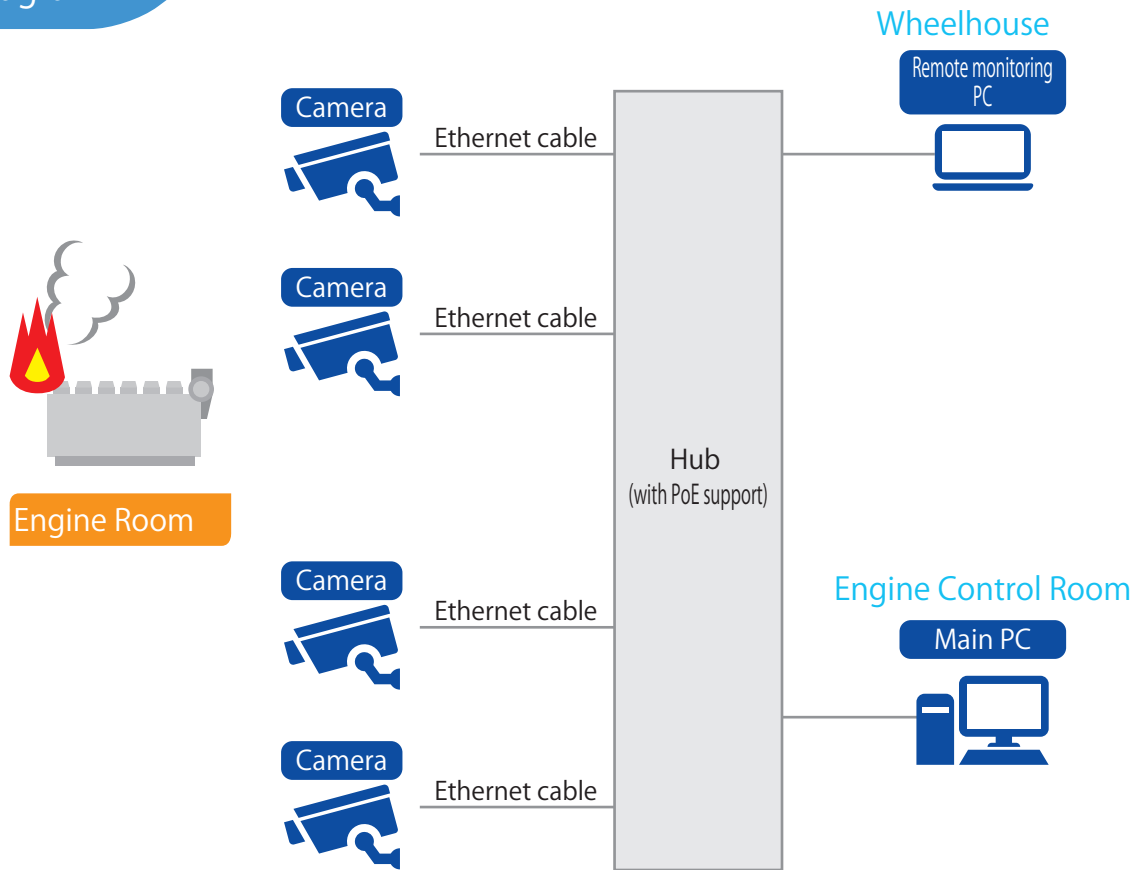 Wheelhouse
Remote monitoring
PC
Camera
Ethernet cable
Camera
Ethernet cable
Hub
(with PoE support)
Engine Room
Camera
Ethernet cable
Engine Control Room
Main PC
Camera
Ethernet cable